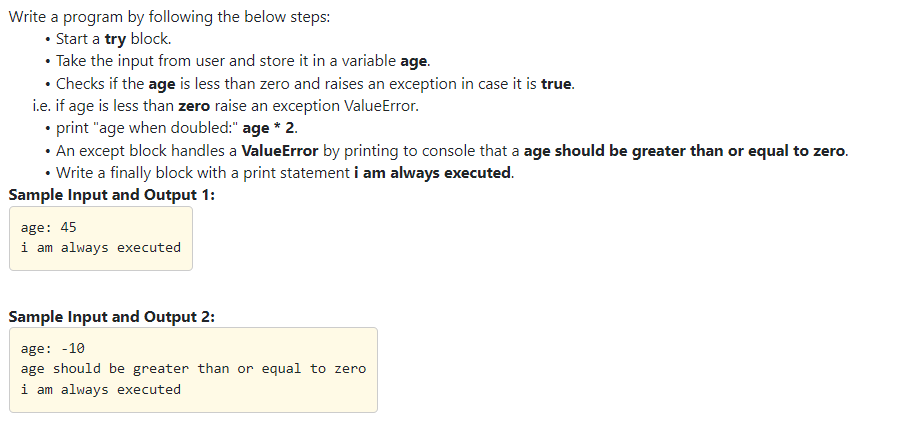 Write a program by following the below steps:
• Start a try block.
• Take the input from user and store it in a variable age.
• Checks if the age is less than zero and raises an exception in case it is true.
i.e. if age is less than zero raise an exception ValueError.
• print "age when doubled:" age * 2.
• An except block handles a ValueError by printing to console that a age should be greater than or equal to zero.
• Write a finally block with a print statement i am always executed.
Sample Input and Output 1:
age: 45
i am always executed
Sample Input and Output 2:
age: -10
age should be greater than or equal to zero
i am always executed